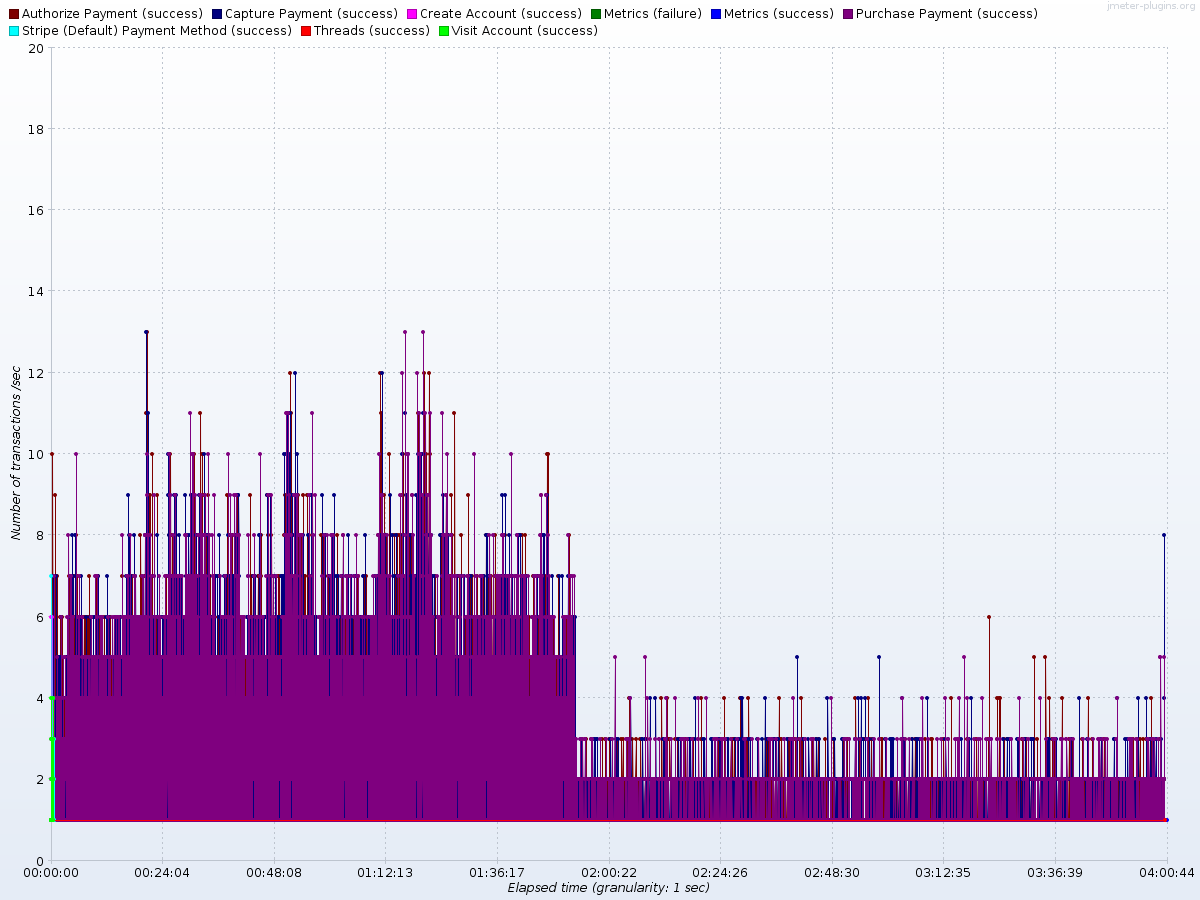 Authorize Payment (success) Capture Payment (success) Create Account (success) Metrics (failure) Metrics (success) Purchase Payment (success)
jmeter-plugins.org
Stripe (Default) Payment Method (success) Threads (success) Visit Account (success)
20
18
16
14
12
10
8
6
4
2
0
Number of transactions /sec
00:00:00 00:24:04 00:48:08 01:12:13 01:36:17 02:00:22 02:24:26 02:48:30 03:12:35 03:36:39 04:00:44
Elapsed time (granularity: 1 sec)